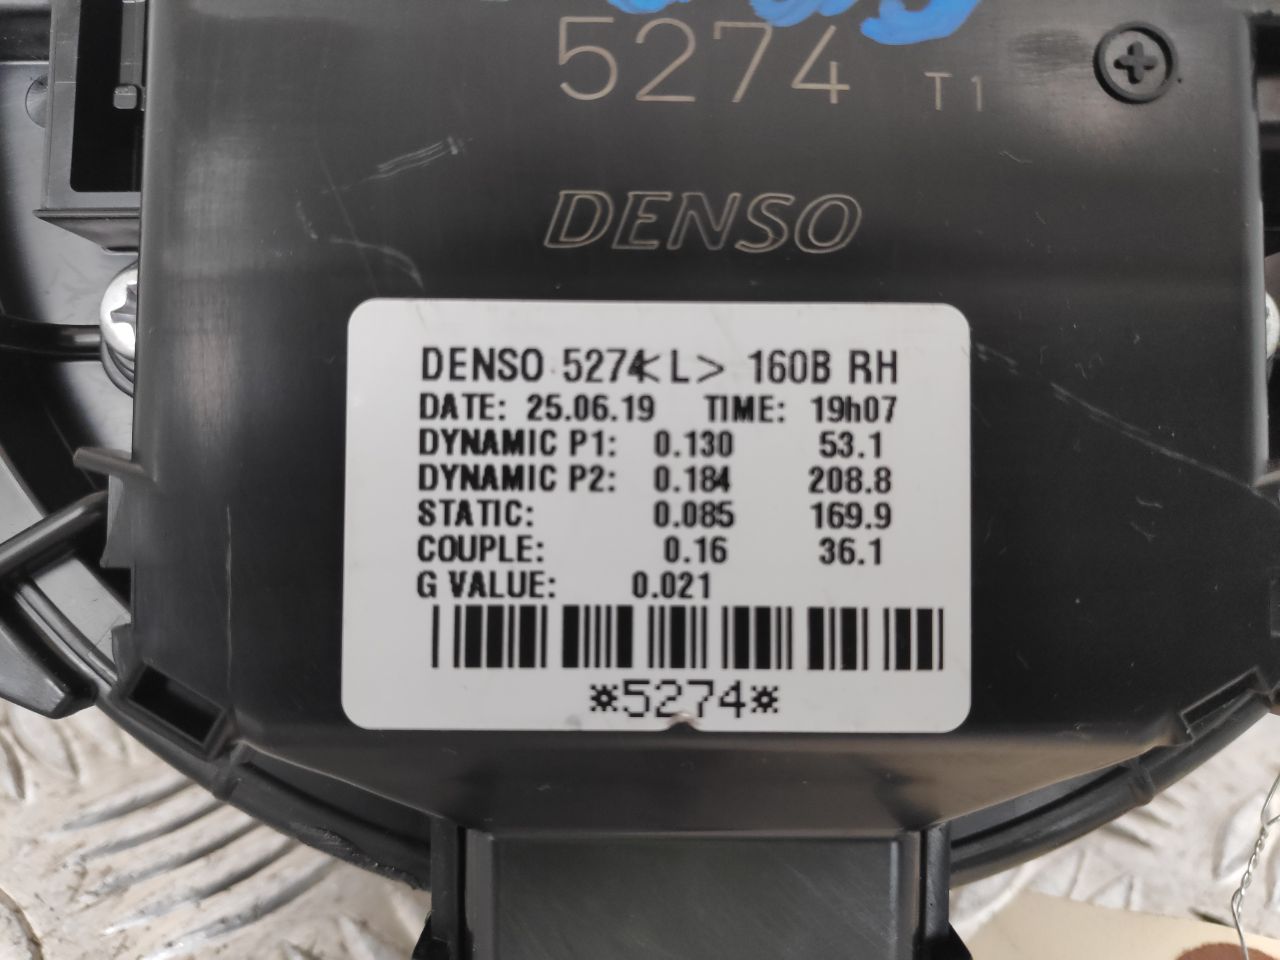 5274 T1
DENSO
DENSO 5274<L> 160B RH
DATE: 25.06.19 TIME: 19h07
DYNAMIC P1: 0.130 53.1
DYNAMIC P2: 0.184 208.8
STATIC: 0.085 169.9
COUPLE: 0.16 36.1
G VALUE: 0.021
*5274*